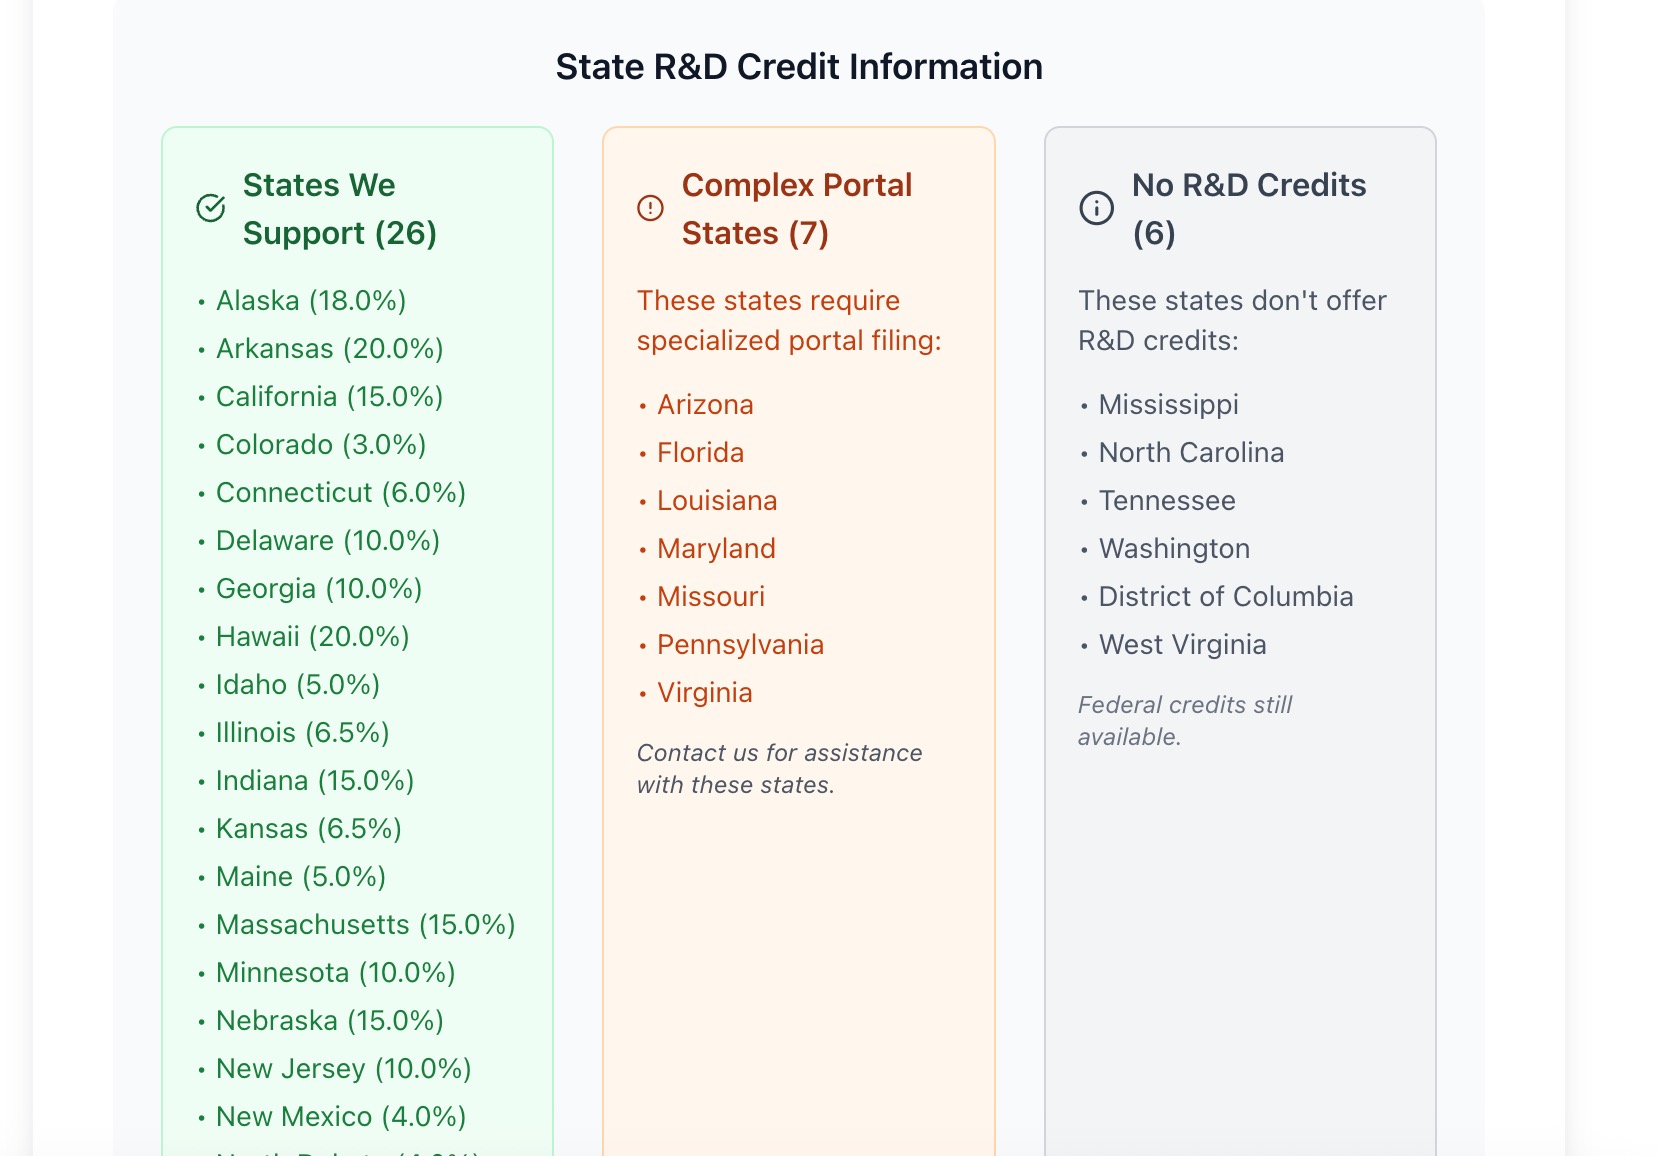 State R&D Credit Information
States We
Support (26)
• Alaska (18.0%)
• Arkansas (20.0%)
• California (15.0%)
• Colorado (3.0%)
• Connecticut (6.0%)
• Delaware (10.0%)
• Georgia (10.0%)
• Hawaii (20.0%)
• Idaho (5.0%)
• Illinois (6.5%)
• Indiana (15.0%)
• Kansas (6.5%)
• Maine (5.0%)
• Massachusetts (15.0%)
• Minnesota (10.0%)
• Nebraska (15.0%)
• New Jersey (10.0%)
• New Mexico (4.0%)
Complex Portal
States (7)
These states require
specialized portal filing:
• Arizona
• Florida
• Louisiana
• Maryland
• Missouri
• Pennsylvania
• Virginia
Contact us for assistance
with these states.
No R&D Credits
(6)
These states don't offer
R&D credits:
• Mississippi
• North Carolina
• Tennessee
• Washington
• District of Columbia
• West Virginia
Federal credits still
available.